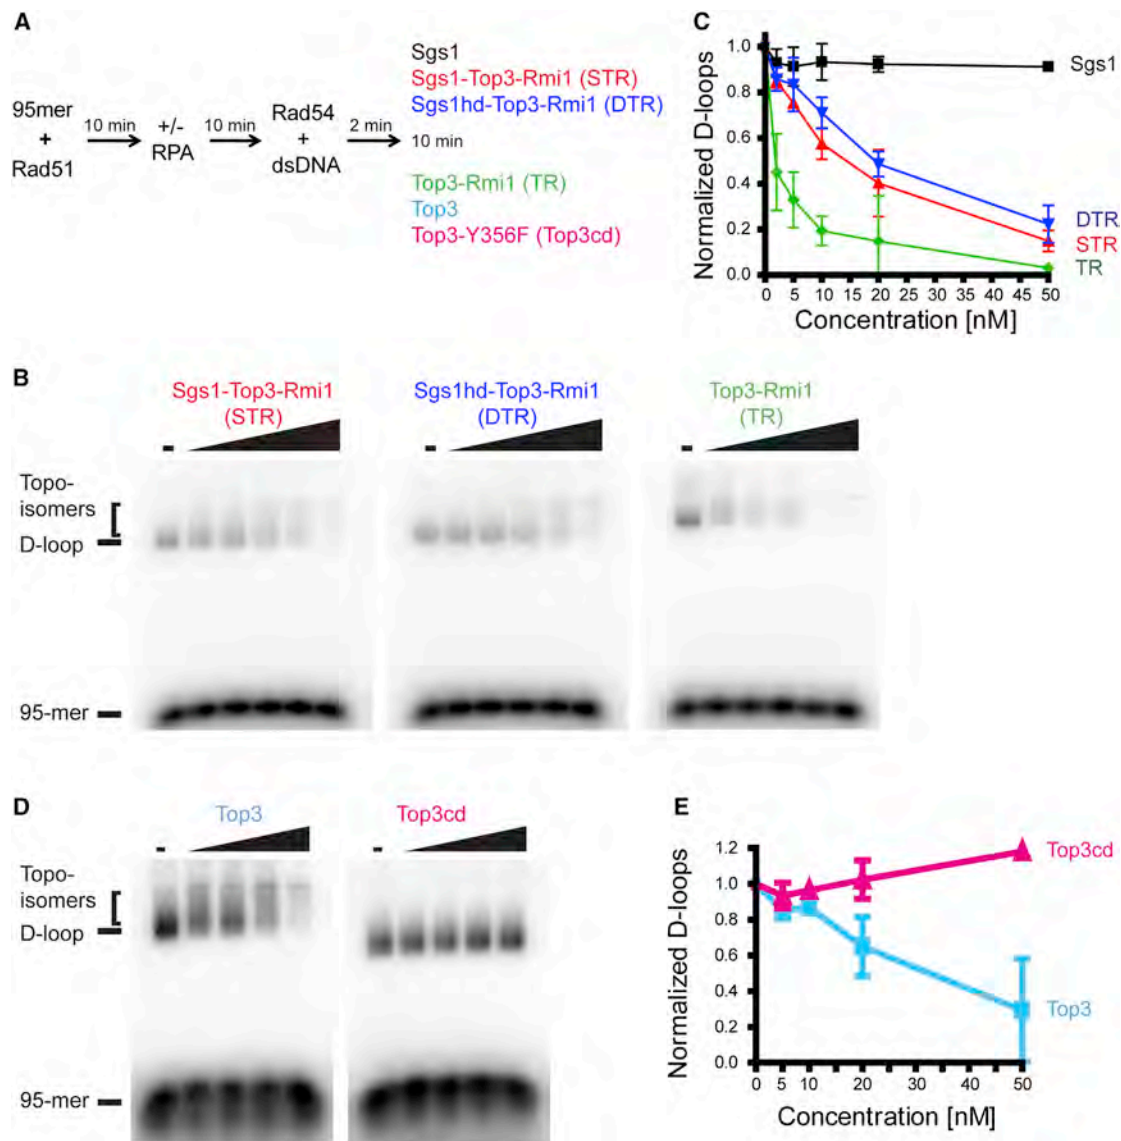 A
95mer
+
Rad51
10 min
+/-
RPA
10 min
Rad54
+
dsDNA
2 min
Sgs1
Sgs1-Top3-Rmi1 (STR)
Sgs1hd-Top3-Rmi1 (DTR)
10 min
Top3-Rmi1 (TR)
Top3
Top3-Y356F (Top3cd)
C
Normalized D-loops
1.0
0.8
0.6
0.4
0.2
0.0
0 5 10 15 20 25 30 35 40 45 50
Concentration [nM]
Sgs1
DTR
STR
TR
B
Sgs1-Top3-Rmi1
(STR)
Sgs1hd-Top3-Rmi1
(DTR)
Top3-Rmi1
(TR)
-
-
-
Topo-
isomers
D-loop
95-mer
D
Top3
Top3cd
-
-
Topo-
isomers
D-loop
95-mer
E
Normalized D-loops
1.2
1.0
0.8
0.6
0.4
0.2
0.0
0 10 20 30 40 50
Concentration [nM]
Top3cd
Top3